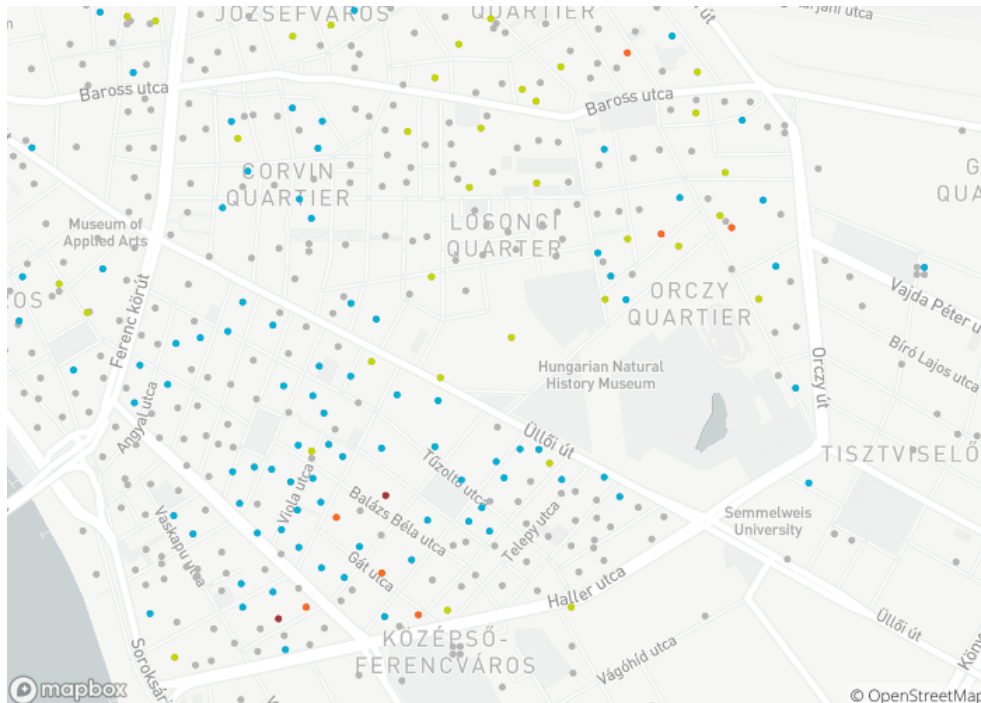 JÓZSEFVÁROS
QUARTIER
Baross utca
Baross utca
CORVIN
QUARTIER
Museum of
Applied Arts
LOSONCI
QUARTER
Ferenc körút
ORCZY
QUARTIER
Vajda Péter u
Bíró Lajos utca
Orczy út
Hungarian Natural
History Museum
Angyal utca
Üllői út
TISZTVISELŐ
Viola utca
Tűzoltó utca
Balázs Béla utca
Vaskapu utca
Telepy utca
Semmelweis
University
Gát utca
Haller utca
Üllői út
KÖZÉPSŐ-
FERENCVÁROS
Vágóhíd utca
Soroksári
mapbox
© OpenStreetMap